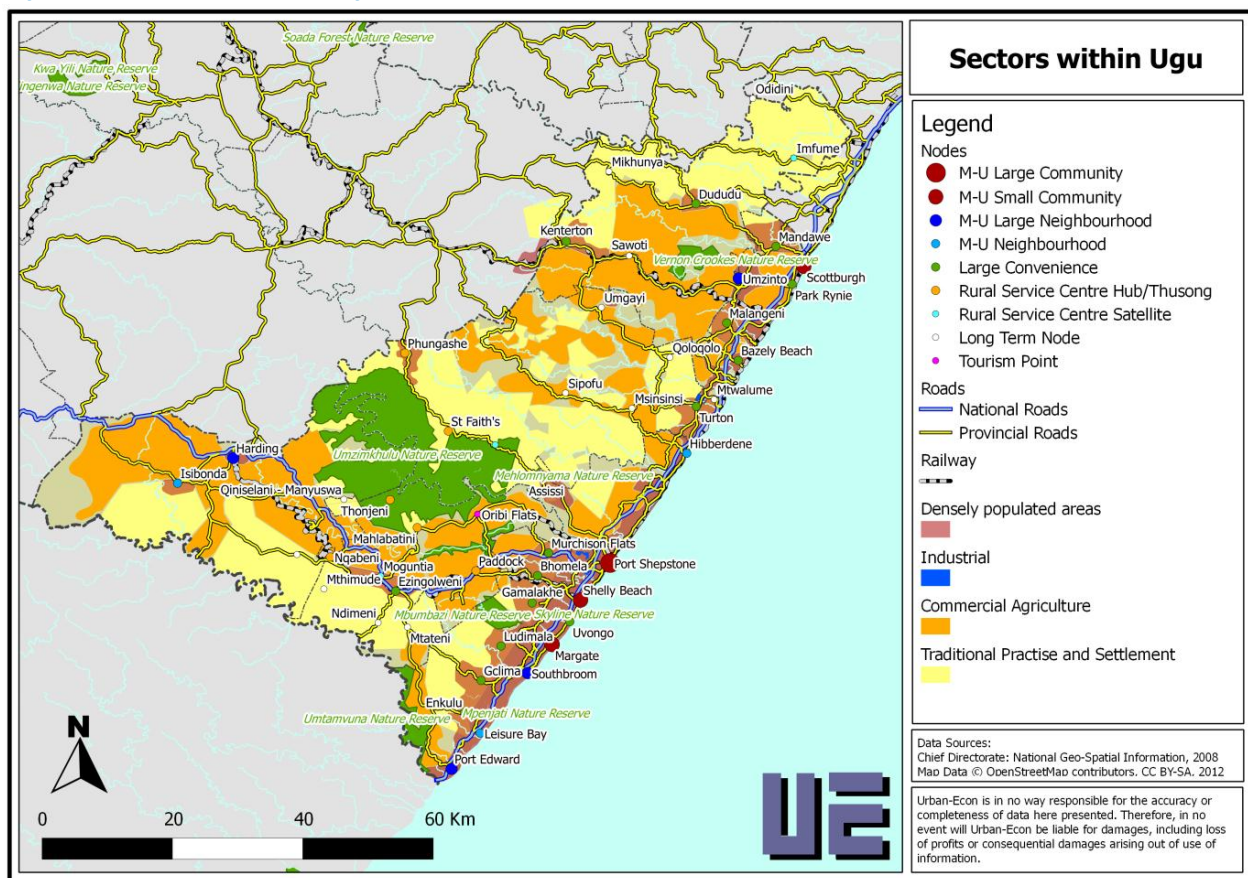 Sectors within Ugu
Soada Forest Nature Reserve
Kwa Yili Nature Reserve
ingenwa Nature Reserve
Odidini
Imfume
Mikhunya
Dududu
Kenterton
Mandawe
Sawoti
Vernon Crookes Nature Reserve
Scottburgh
Umzinto
Park Rynie
Umgayi
Malangeni
Phungashe
Qoloqolo
Bazely Beach
Sipofu
Mtwalume
Msinsinsi
Turton
St Faith's
Hibberdene
Harding
Umzimkhulu Nature Reserve
Mehlomnyama Nature Reserve
Isibonda
Qiniselani - Manyuswa
Assissi
Thonjeni
Oribi Flats
Mahlabatini
Murchison Flats
Nqabeni
Moguntia
Paddock
Bhomela
Port Shepstone
Mthimude
Ezingolweni
Gamalakhe
Shelly Beach
Ndimeni
Mbumbazi Nature Reserve
Skyline Nature Reserve
Uvongo
Mtateni
Ludimala
Margate
Gclima
Southbroom
Enkulu
Umtamvuna Nature Reserve
Mpenjati Nature Reserve
Leisure Bay
Port Edward
N
0 20 40 60 Km
UE
Legend
Nodes
M-U Large Community
M-U Small Community
M-U Large Neighbourhood
M-U Neighbourhood
Large Convenience
Rural Service Centre Hub/Thusong
Rural Service Centre Satellite
Long Term Node
Tourism Point
Roads
National Roads
Provincial Roads
Railway
Densely populated areas
Industrial
Commercial Agriculture
Traditional Practise and Settlement
Data Sources:
Chief Directorate: National Geo-Spatial Information, 2008
Map Data © OpenStreetMap contributors. CC BY-SA. 2012
Urban-Econ is in no way responsible for the accuracy or
completeness of data here presented. Therefore, in no
event will Urban-Econ be liable for damages, including loss
of profits or consequential damages arising out of use of
information.